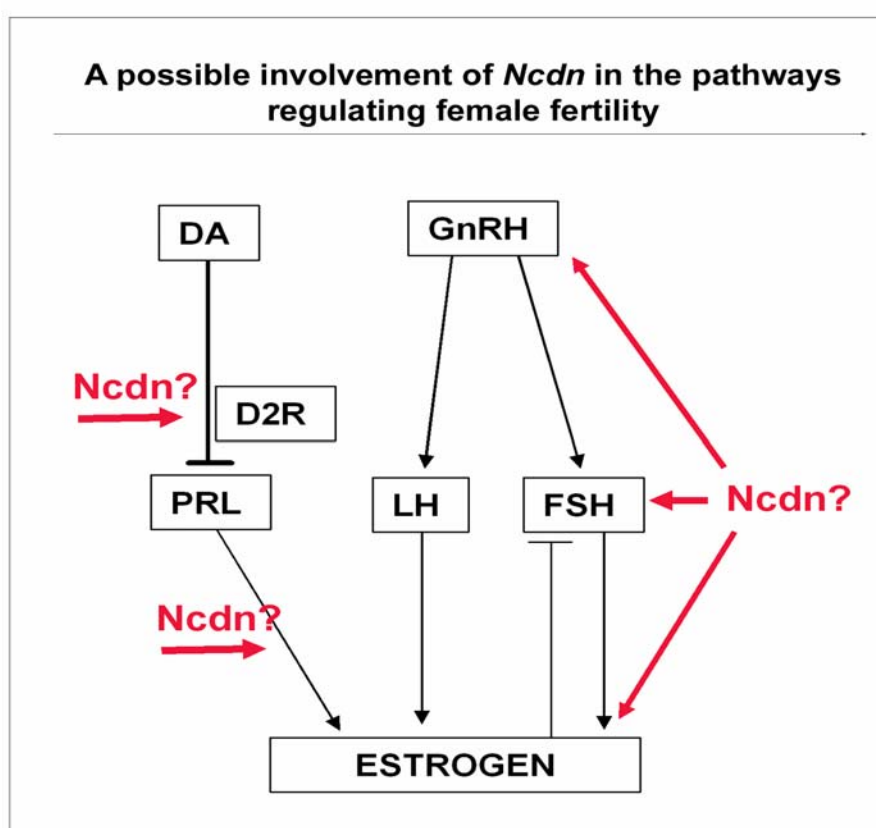 A possible involvement of Ncdn in the pathways
regulating female fertility
DA
GnRH
Ncdn?
D2R
PRL
LH
FSH
Ncdn?
Ncdn?
ESTROGEN